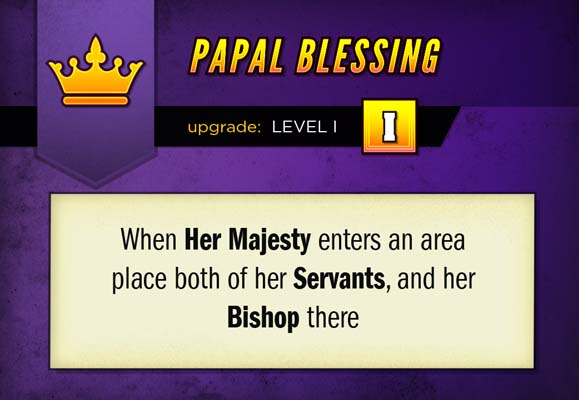 PAPAL BLESSING
upgrade: LEVEL I
I
When Her Majesty enters an area
place both of her Servants, and her
Bishop there